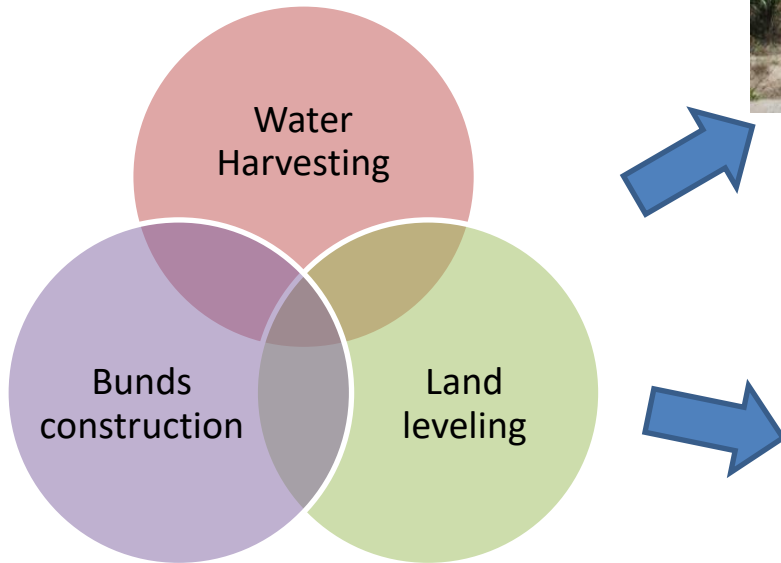 Water
Harvesting
Bunds
construction
Land
leveling